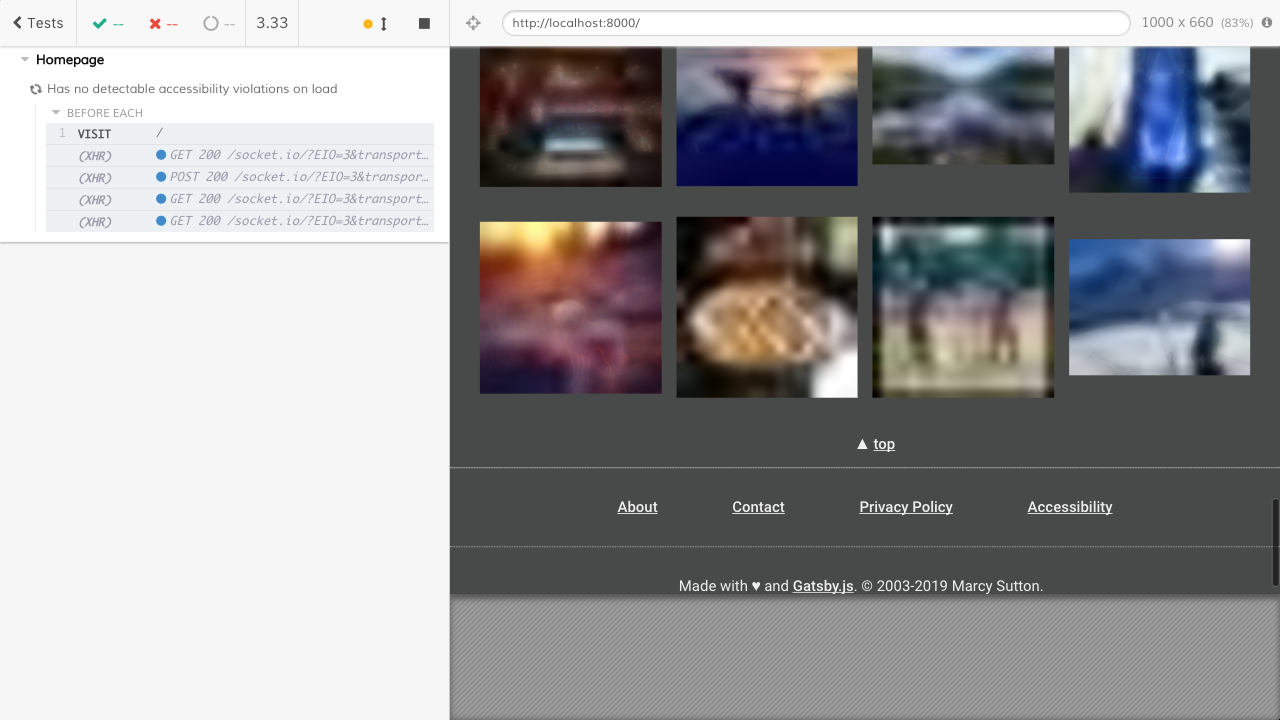 Tests -- -- -- 3.33 http://localhost:8000/ 1000 x 660 (83%)
Homepage
Has no detectable accessibility violations on load
BEFORE EACH
1 VISIT /
(XHR) GET 200 /socket.io/?EIO=3&transport…
(XHR) POST 200 /socket.io/?EIO=3&transpor…
(XHR) GET 200 /socket.io/?EIO=3&transport…
(XHR) GET 200 /socket.io/?EIO=3&transport…
▲ top
About Contact Privacy Policy Accessibility
Made with ♥ and Gatsby.js. © 2003-2019 Marcy Sutton.